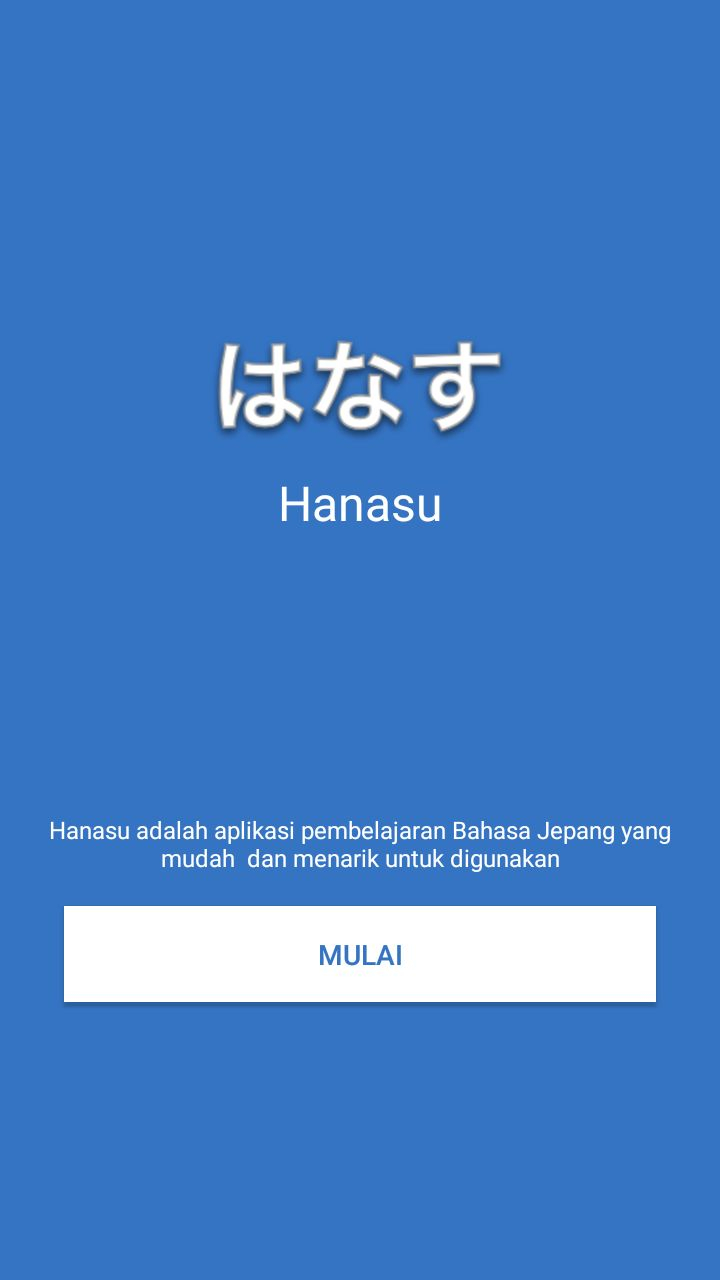 はなす
Hanasu
Hanasu adalah aplikasi pembelajaran Bahasa Jepang yang
mudah  dan menarik untuk digunakan
MULAI